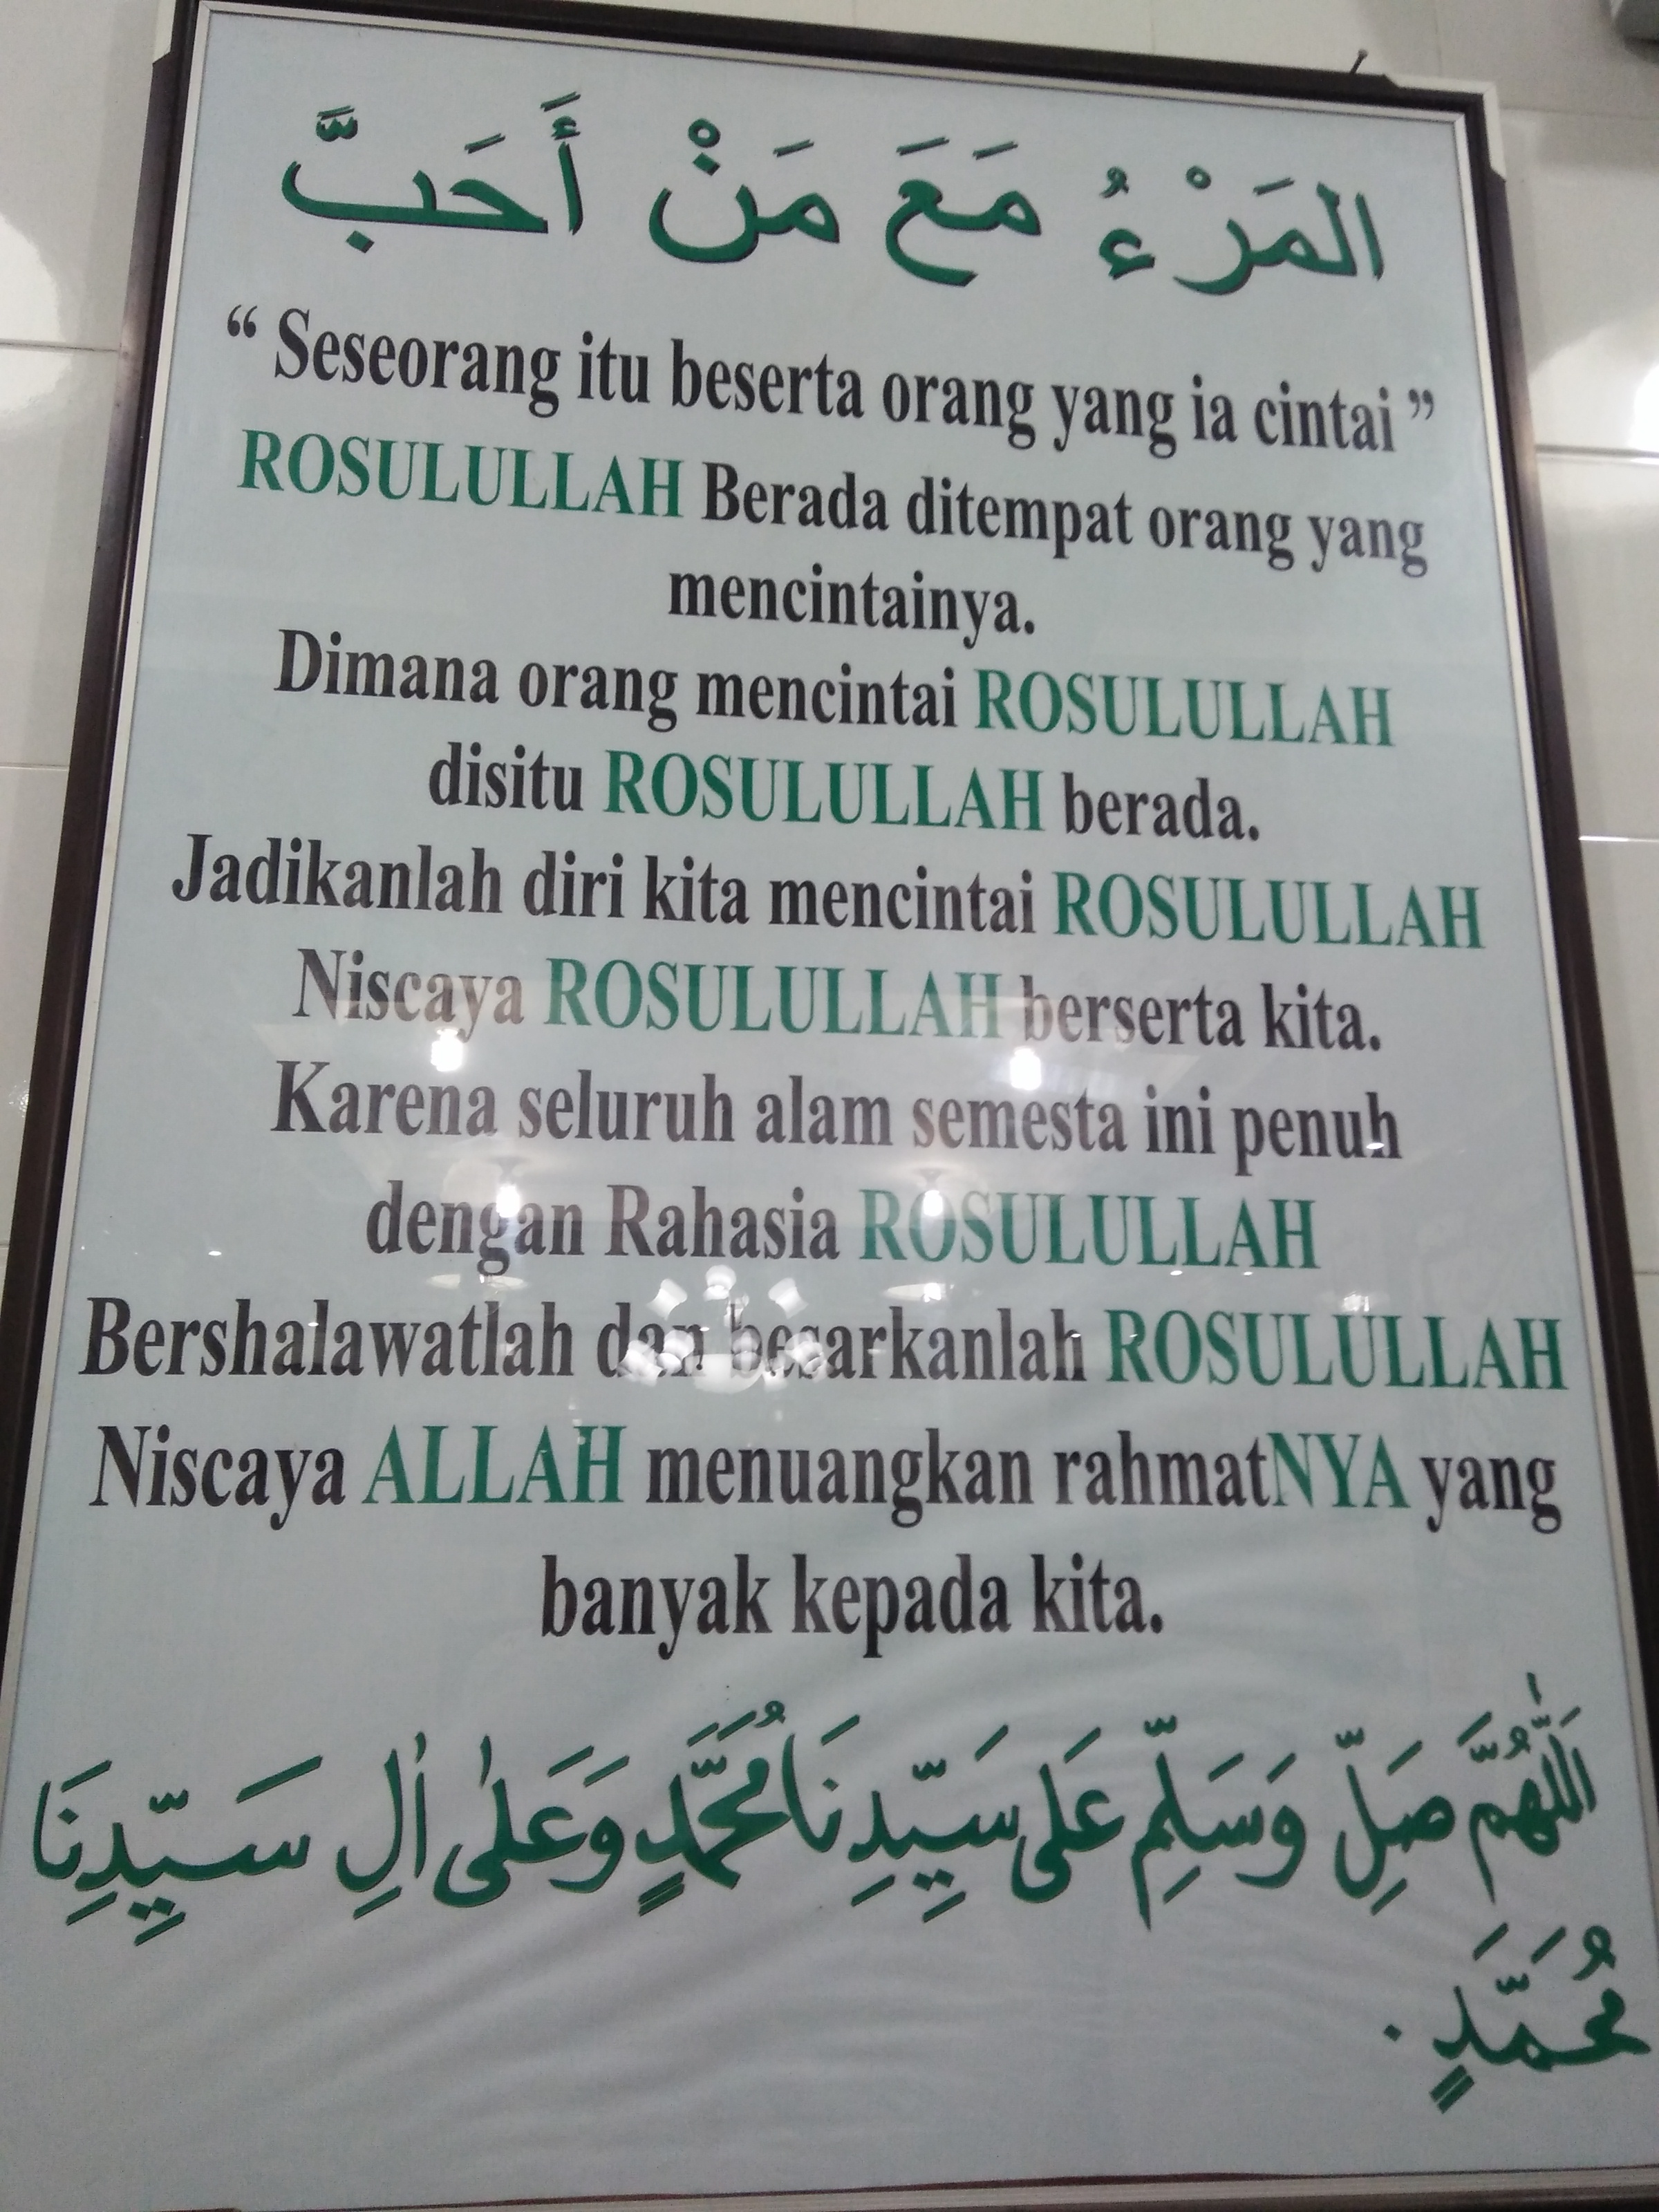 المَرْءُ مَعَ مَنْ أَحَبَّ
“ Seseorang itu beserta orang yang ia cintai ”
ROSULULLAH Berada ditempat orang yang
mencintainya.
Dimana orang mencintai ROSULULLAH
disitu ROSULULLAH berada.
Jadikanlah diri kita mencintai ROSULULLAH
Niscaya ROSULULLAH berserta kita.
Karena seluruh alam semesta ini penuh
dengan Rahasia ROSULULLAH
Bershalawatlah dan besarkanlah ROSULULLAH
Niscaya ALLAH menuangkan rahmatNYA yang
banyak kepada kita.
اَللّٰهُمَّ صَلِّ وَسَلِّمْ عَلَى سَيِّدِنَا مُحَمَّدٍ وَعَلٰى اٰلِ سَيِّدِنَا
مُحَمَّدٍ .